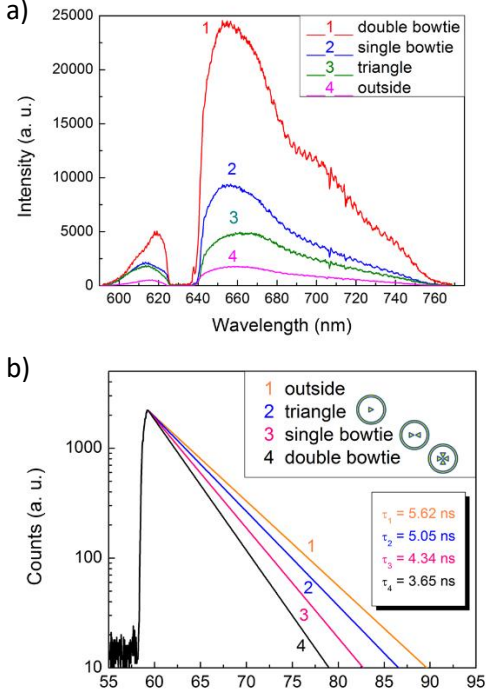 a)
25000
20000
15000
10000
5000
0
Intensity (a. u.)
1 double bowtie
2 single bowtie
3 triangle
4 outside
1
2
3
4
600 620 640 660 680 700 720 740 760
Wavelength (nm)
b)
1000
100
10
Counts (a. u.)
1 outside
2 triangle
3 single bowtie
4 double bowtie
τ1 = 5.62 ns
τ2 = 5.05 ns
τ3 = 4.34 ns
τ4 = 3.65 ns
1
2
3
4
55 60 65 70 75 80 85 90 95